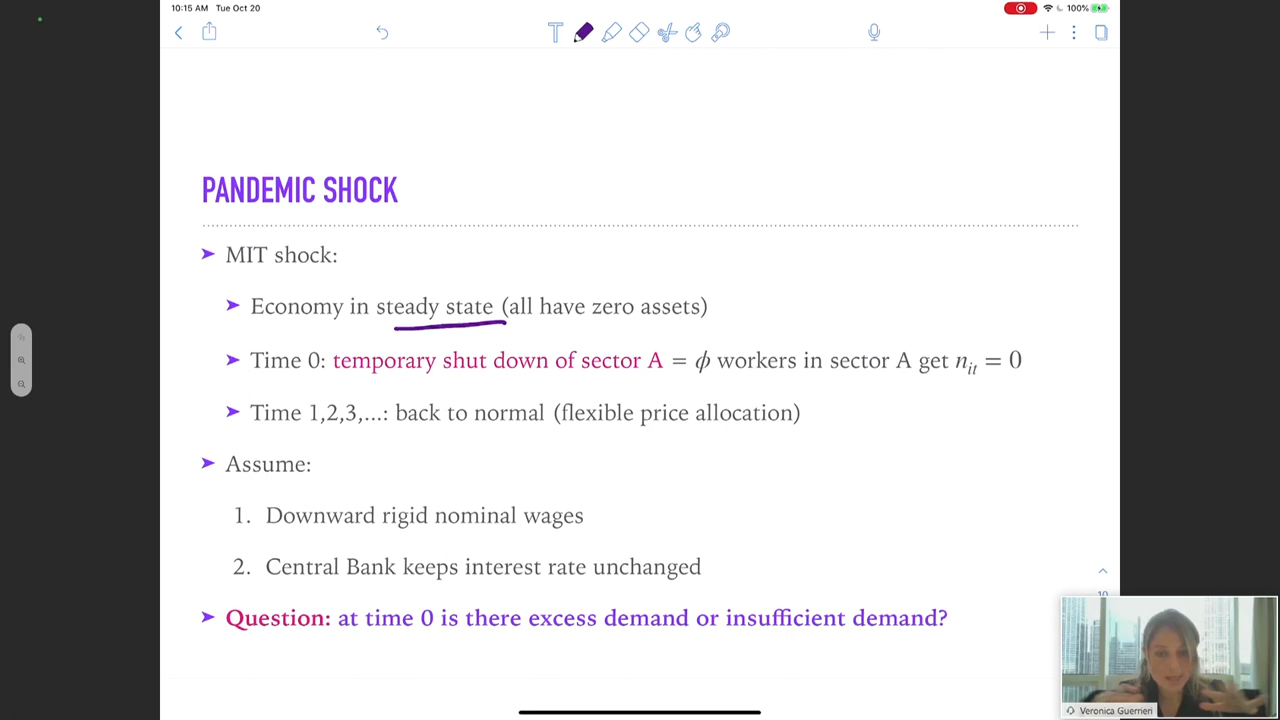 10:15 AM Tue Oct 20
100%
T
PANDEMIC SHOCK
➤ MIT shock:
➤ Economy in steady state (all have zero assets)
➤ Time 0: temporary shut down of sector A = ϕ workers in sector A get nᵢₜ = 0
➤ Time 1,2,3,...: back to normal (flexible price allocation)
➤ Assume:
1. Downward rigid nominal wages
2. Central Bank keeps interest rate unchanged
➤ Question: at time 0 is there excess demand or insufficient demand?
Veronica Guerrieri